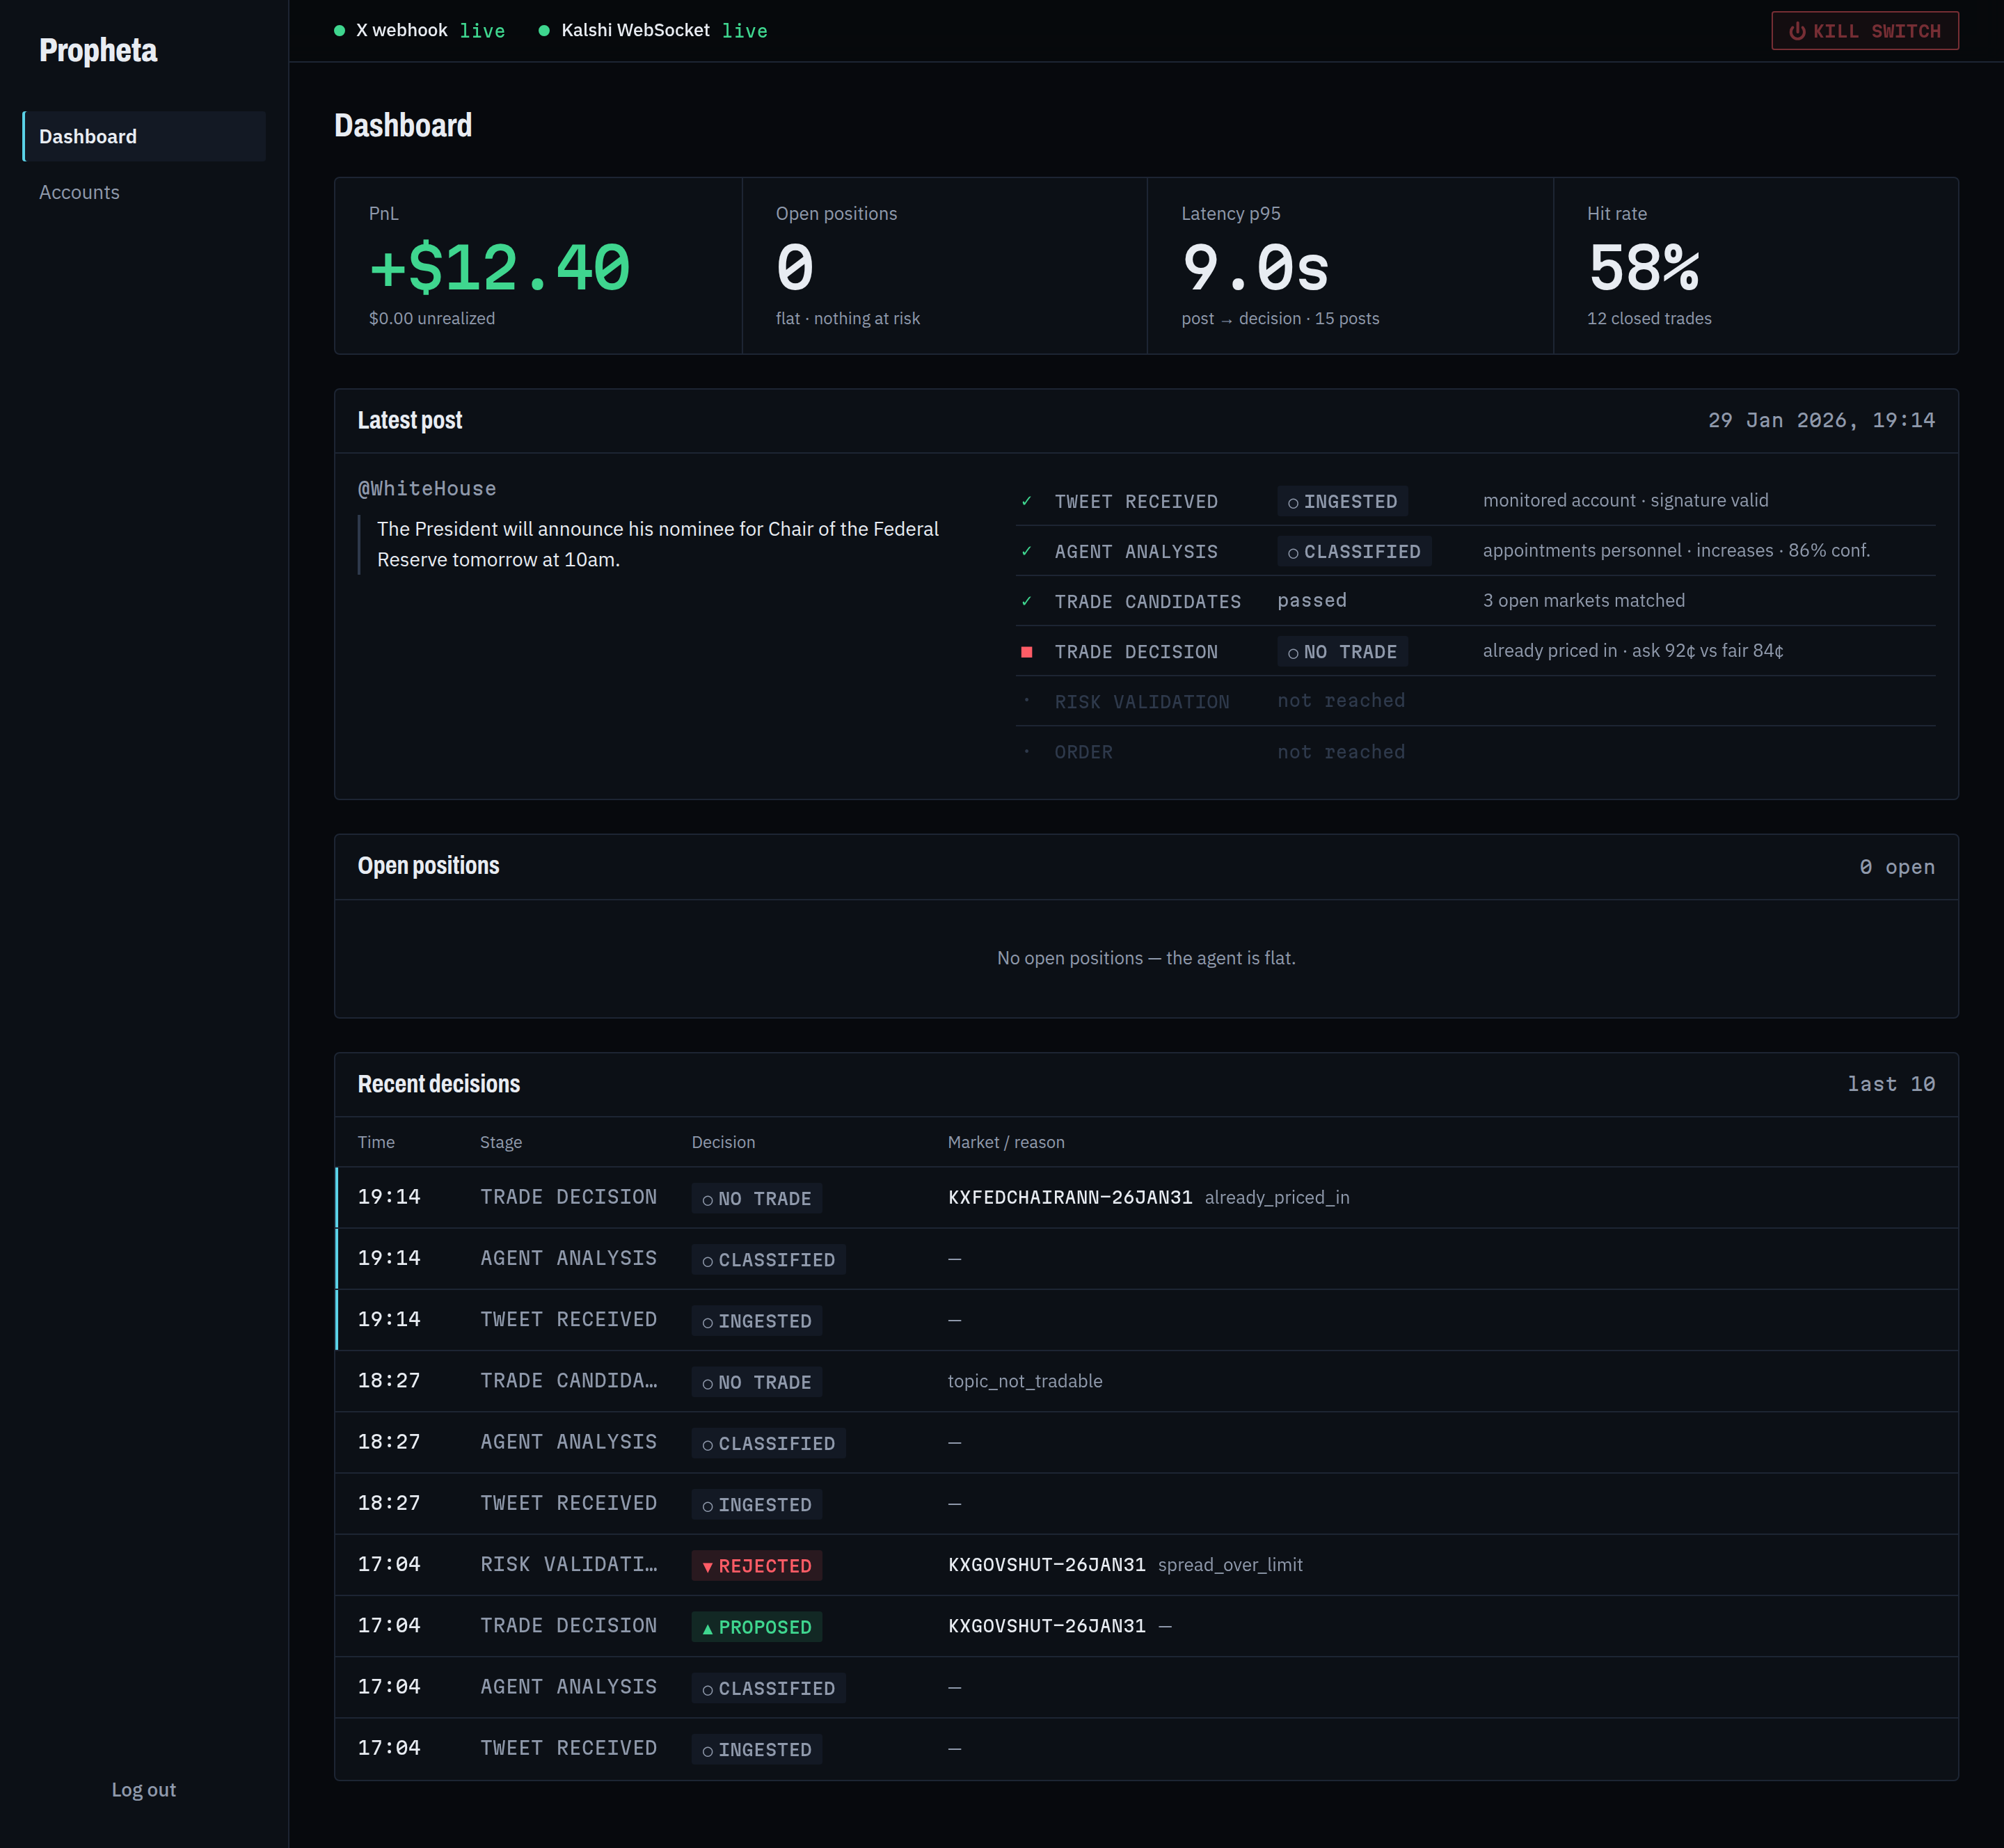 Propheta
Dashboard
Accounts
Log out
X webhook live Kalshi WebSocket live
KILL SWITCH
Dashboard
PnL
+$12.40
$0.00 unrealized
Open positions
0
flat · nothing at risk
Latency p95
9.0s
post → decision · 15 posts
Hit rate
58%
12 closed trades
Latest post 29 Jan 2026, 19:14
@WhiteHouse
The President will announce his nominee for Chair of the Federal
Reserve tomorrow at 10am.
✓ TWEET RECEIVED ○ INGESTED monitored account · signature valid
✓ AGENT ANALYSIS ○ CLASSIFIED appointments personnel · increases · 86% conf.
✓ TRADE CANDIDATES passed 3 open markets matched
■ TRADE DECISION ○ NO TRADE already priced in · ask 92¢ vs fair 84¢
· RISK VALIDATION not reached
· ORDER not reached
Open positions 0 open
No open positions — the agent is flat.
Recent decisions last 10
Time Stage Decision Market / reason
19:14 TRADE DECISION ○ NO TRADE KXFEDCHAIRANN-26JAN31 already_priced_in
19:14 AGENT ANALYSIS ○ CLASSIFIED —
19:14 TWEET RECEIVED ○ INGESTED —
18:27 TRADE CANDIDA… ○ NO TRADE topic_not_tradable
18:27 AGENT ANALYSIS ○ CLASSIFIED —
18:27 TWEET RECEIVED ○ INGESTED —
17:04 RISK VALIDATI… ▼ REJECTED KXGOVSHUT-26JAN31 spread_over_limit
17:04 TRADE DECISION ▲ PROPOSED KXGOVSHUT-26JAN31 —
17:04 AGENT ANALYSIS ○ CLASSIFIED —
17:04 TWEET RECEIVED ○ INGESTED —